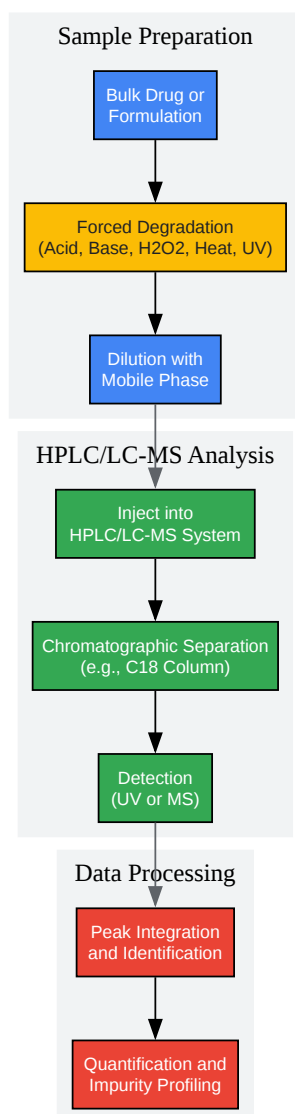 Sample Preparation
Bulk Drug or
Formulation
Forced Degradation
(Acid, Base, H2O2, Heat, UV)
Dilution with
Mobile Phase
HPLC/LC-MS Analysis
Inject into
HPLC/LC-MS System
Chromatographic Separation
(e.g., C18 Column)
Detection
(UV or MS)
Data Processing
Peak Integration
and Identification
Quantification and
Impurity Profiling